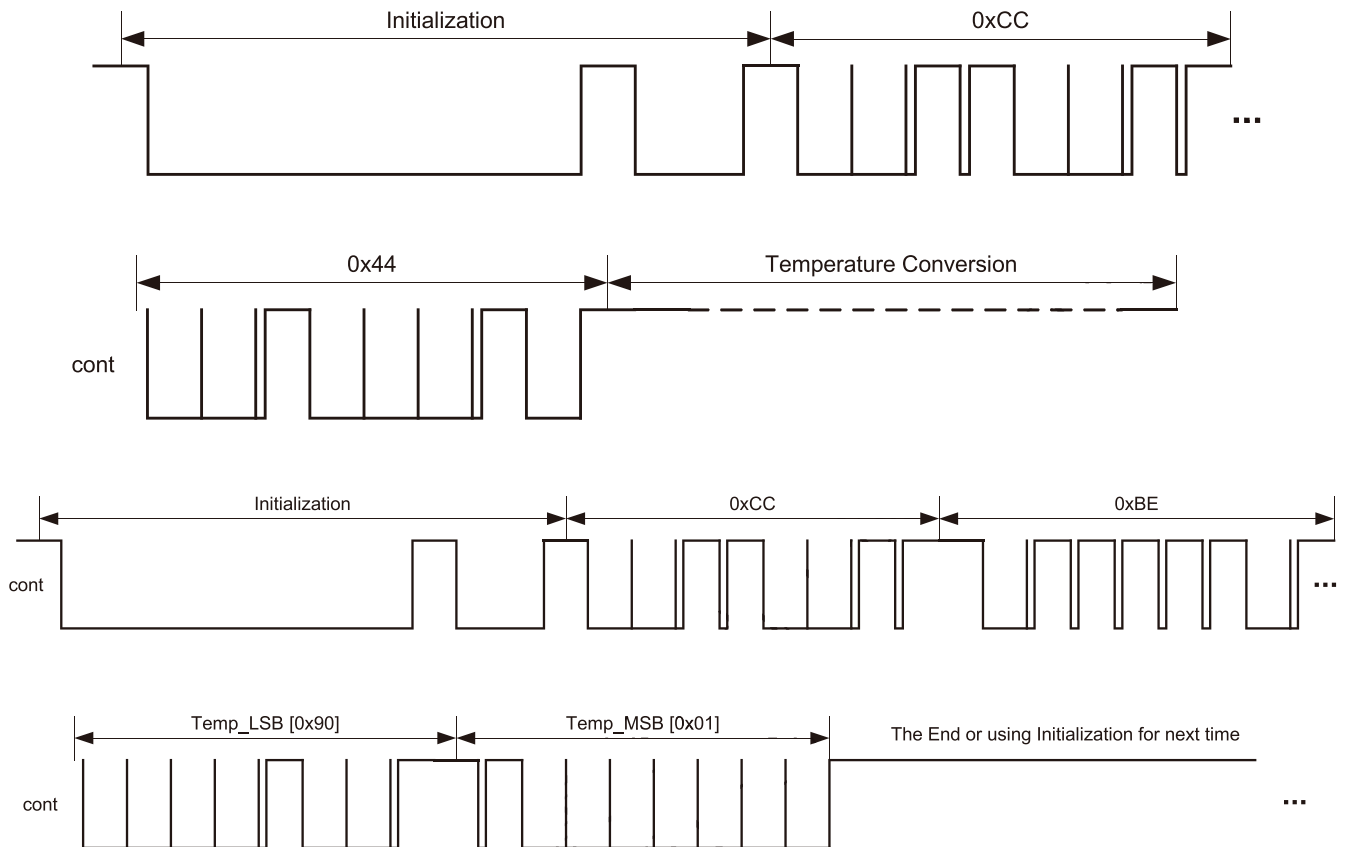 Initialization 0xCC
...
0x44 Temperature Conversion
cont
Initialization 0xCC 0xBE
cont ...
Temp_LSB [0x90] Temp_MSB [0x01] The End or using Initialization for next time
cont ...